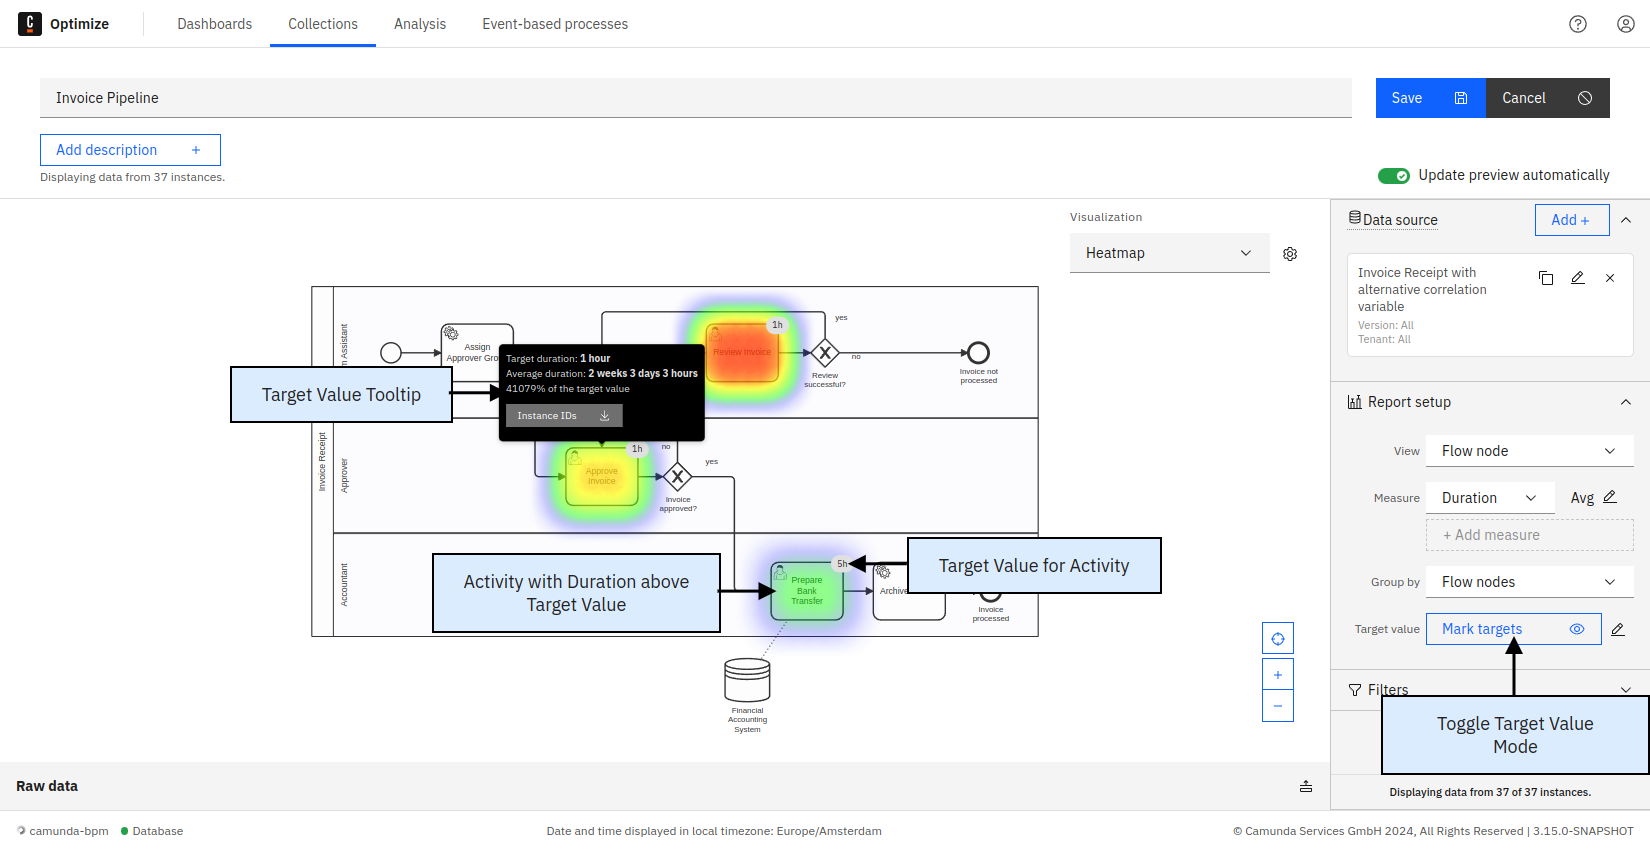 Optimize
Dashboards
Collections
Analysis
Event-based processes
Invoice Pipeline
Save
Cancel
Add description +
Displaying data from 37 instances.
Update preview automatically
Visualization
Heatmap
Data source
Add +
Invoice Receipt with
alternative correlation
variable
Version: All
Tenant: All
Report setup
View
Flow node
Measure
Duration
Avg
+ Add measure
Group by
Flow nodes
Target value
Mark targets
Filters
Toggle Target Value
Mode
Displaying data from 37 of 37 instances.
Invoice Receipt
m Assistant
Approver
Accountant
Assign
Approver Gro
Target Value Tooltip
Target duration: 1 hour
Average duration: 2 weeks 3 days 3 hours
41079% of the target value
Instance IDs
Review Invoice
1h
yes
no
Review
successful?
Invoice not
processed
Approve
Invoice
1h
no
yes
Invoice
approved?
Activity with Duration above
Target Value
Prepare
Bank
Transfer
5h
Target Value for Activity
Archive
Invoice
processed
Financial
Accounting
System
+
−
Raw data
camunda-bpm
Database
Date and time displayed in local timezone: Europe/Amsterdam
© Camunda Services GmbH 2024, All Rights Reserved | 3.15.0-SNAPSHOT